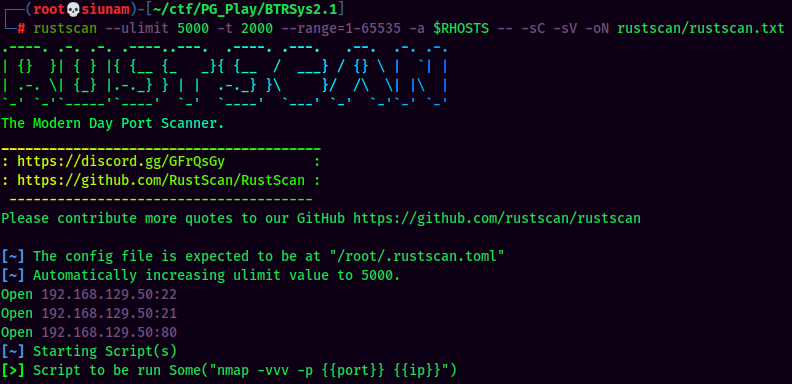 ┌──(root💀siunam)-[~/ctf/PG_Play/BTRSys2.1]
└─# rustscan --ulimit 5000 -t 2000 --range=1-65535 -a $RHOSTS -- -sC -sV -oN rustscan/rustscan.txt
.----. .-. .-. .----..---.  .----. .---.   .--.  .-. .-.
| {}  }| { } |{ {__ {_   _}{ {__  /  ___} / {} \ |  `| |
| .-. \| {_} |.-._} } | |  .-._} }\     }/  /\  \| |\  |
`-' `-'`-----'`----'  `-'  `----'  `---' `-'  `-'`-' `-'
The Modern Day Port Scanner.
________________________________________
: https://discord.gg/GFrQsGy           :
: https://github.com/RustScan/RustScan :
 --------------------------------------
Please contribute more quotes to our GitHub https://github.com/rustscan/rustscan
[~] The config file is expected to be at "/root/.rustscan.toml"
[~] Automatically increasing ulimit value to 5000.
Open 192.168.129.50:22
Open 192.168.129.50:21
Open 192.168.129.50:80
[~] Starting Script(s)
[>] Script to be run Some("nmap -vvv -p {{port}} {{ip}}")